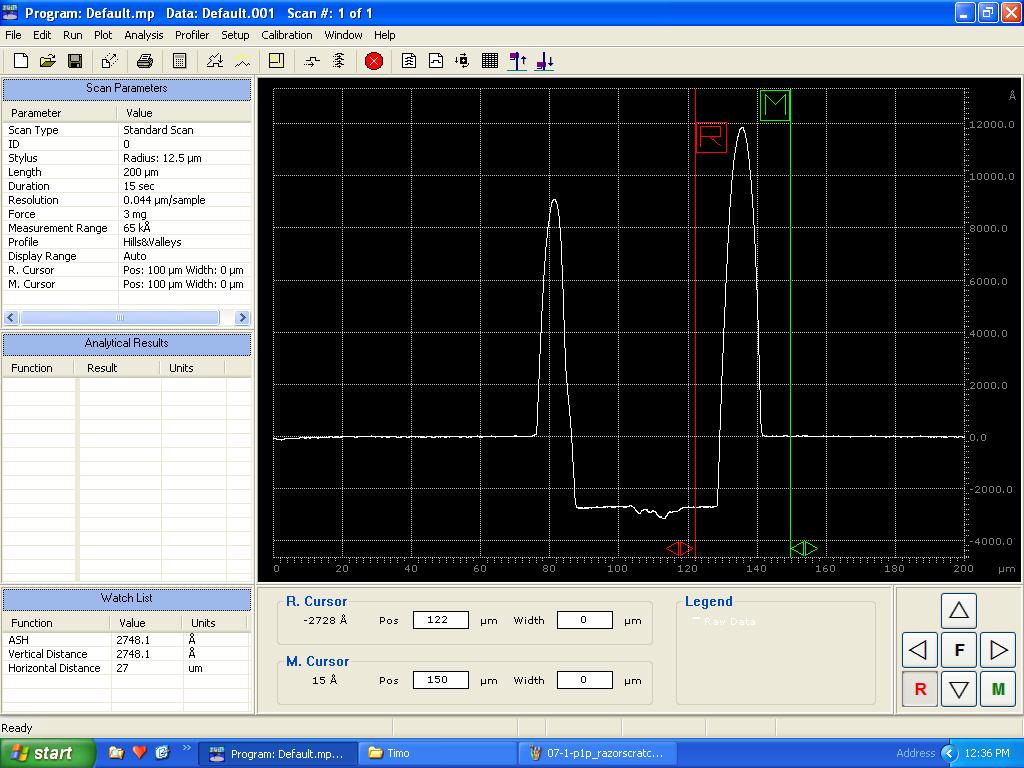 Program: Default.mp   Data: Default.001   Scan #: 1 of 1
File Edit Run Plot Analysis Profiler Setup Calibration Window Help
Scan Parameters
Parameter Value
Scan Type Standard Scan
ID 0
Stylus Radius: 12.5 µm
Length 200 µm
Duration 15 sec
Resolution 0.044 µm/sample
Force 3 mg
Measurement Range 65 kÅ
Profile Hills&Valleys
Display Range Auto
R. Cursor Pos: 100 µm Width: 0 µm
M. Cursor Pos: 100 µm Width: 0 µm
Analytical Results
Function Result Units
Watch List
Function Value Units
ASH 2748.1 Å
Vertical Distance 2748.1 Å
Horizontal Distance 27 um
R
M
Å
12000.0
10000.0
8000.0
6000.0
4000.0
2000.0
0.0
-2000.0
-4000.0
0 20 40 60 80 100 120 140 160 180 200 µm
R. Cursor
-2728 Å Pos 122 µm Width 0 µm
M. Cursor
15 Å Pos 150 µm Width 0 µm
Legend
Raw Data
F
R M
Ready
start Program: Default.mp... Timo 07-1-p1p_razorscratc... Address 12:36 PM